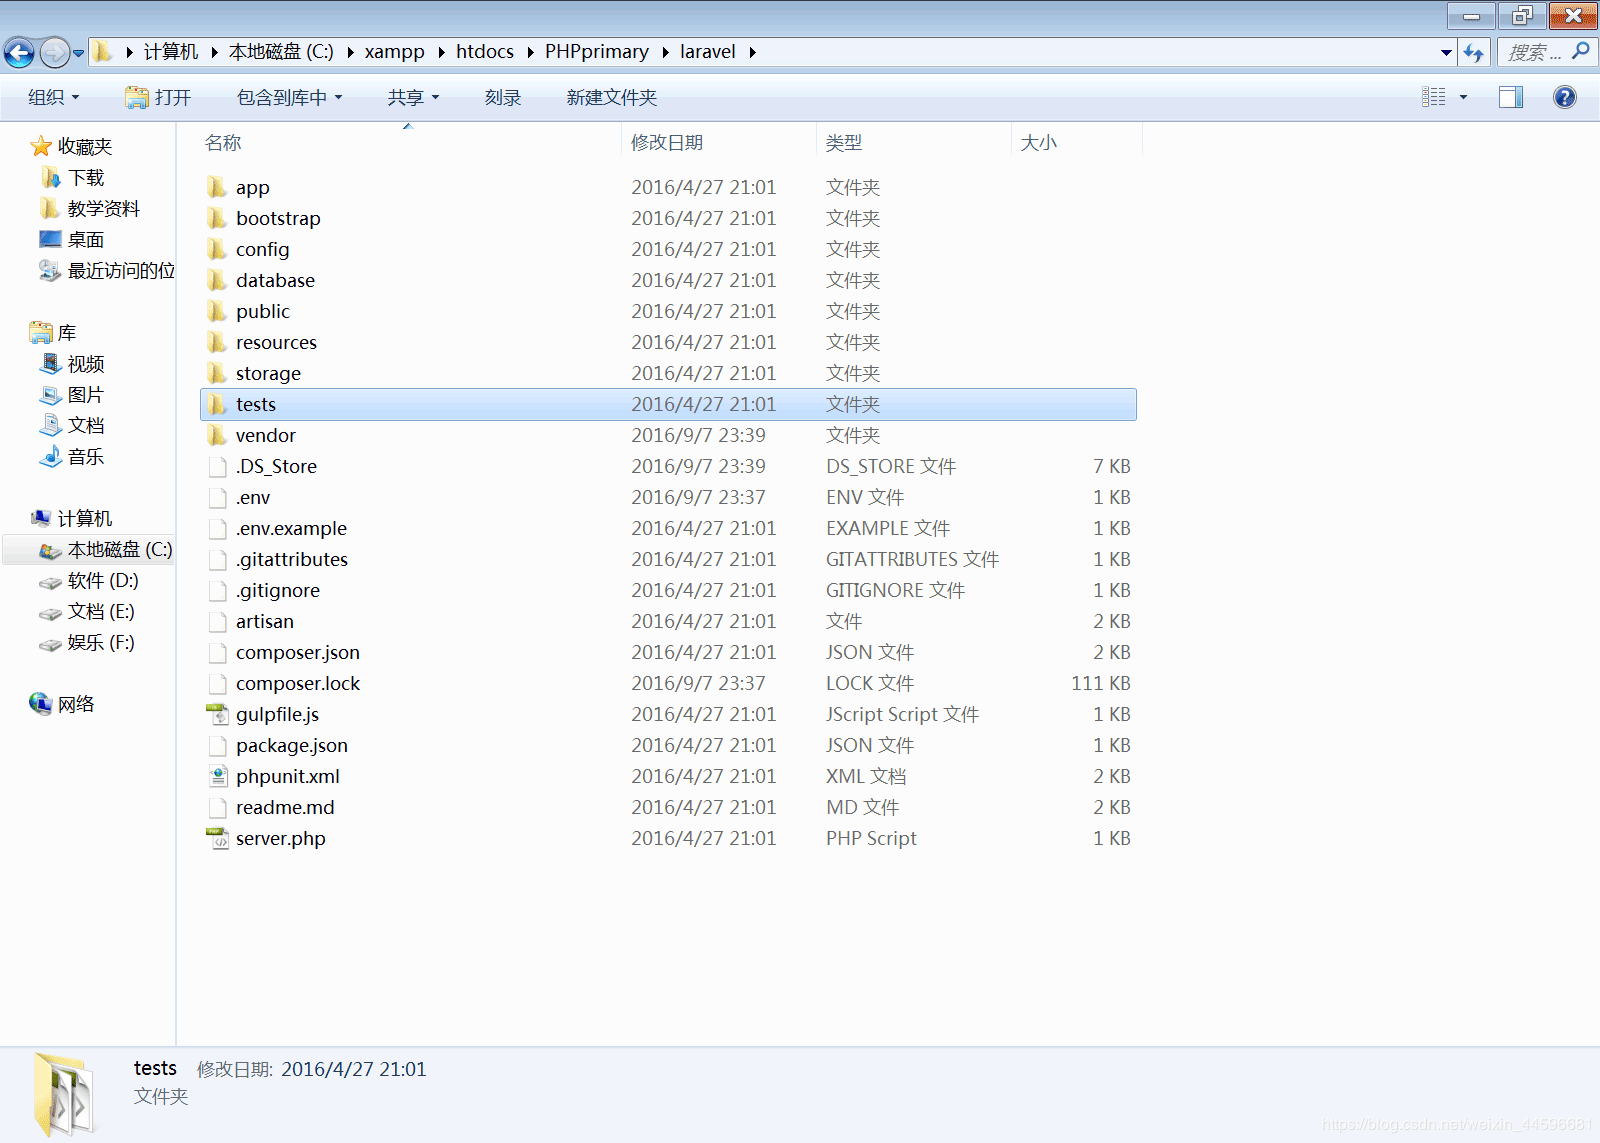 计算机 本地磁盘 (C:) xampp htdocs PHPprimary laravel 搜索 ...
组织 打开 包含到库中 共享 刻录 新建文件夹
收藏夹
下载
教学资料
桌面
最近访问的位
库
视频
图片
文档
音乐
计算机
本地磁盘 (C:)
软件 (D:)
文档 (E:)
娱乐 (F:)
网络
名称 修改日期 类型 大小
app 2016/4/27 21:01 文件夹
bootstrap 2016/4/27 21:01 文件夹
config 2016/4/27 21:01 文件夹
database 2016/4/27 21:01 文件夹
public 2016/4/27 21:01 文件夹
resources 2016/4/27 21:01 文件夹
storage 2016/4/27 21:01 文件夹
tests 2016/4/27 21:01 文件夹
vendor 2016/9/7 23:39 文件夹
.DS_Store 2016/9/7 23:39 DS_STORE 文件 7 KB
.env 2016/9/7 23:37 ENV 文件 1 KB
.env.example 2016/4/27 21:01 EXAMPLE 文件 1 KB
.gitattributes 2016/4/27 21:01 GITATTRIBUTES 文件 1 KB
.gitignore 2016/4/27 21:01 GITIGNORE 文件 1 KB
artisan 2016/4/27 21:01 文件 2 KB
composer.json 2016/4/27 21:01 JSON 文件 2 KB
composer.lock 2016/9/7 23:37 LOCK 文件 111 KB
gulpfile.js 2016/4/27 21:01 JScript Script 文件 1 KB
package.json 2016/4/27 21:01 JSON 文件 1 KB
phpunit.xml 2016/4/27 21:01 XML 文档 2 KB
readme.md 2016/4/27 21:01 MD 文件 2 KB
server.php 2016/4/27 21:01 PHP Script 1 KB
tests 修改日期: 2016/4/27 21:01
文件夹
https://blog.csdn.net/weixin_44596681